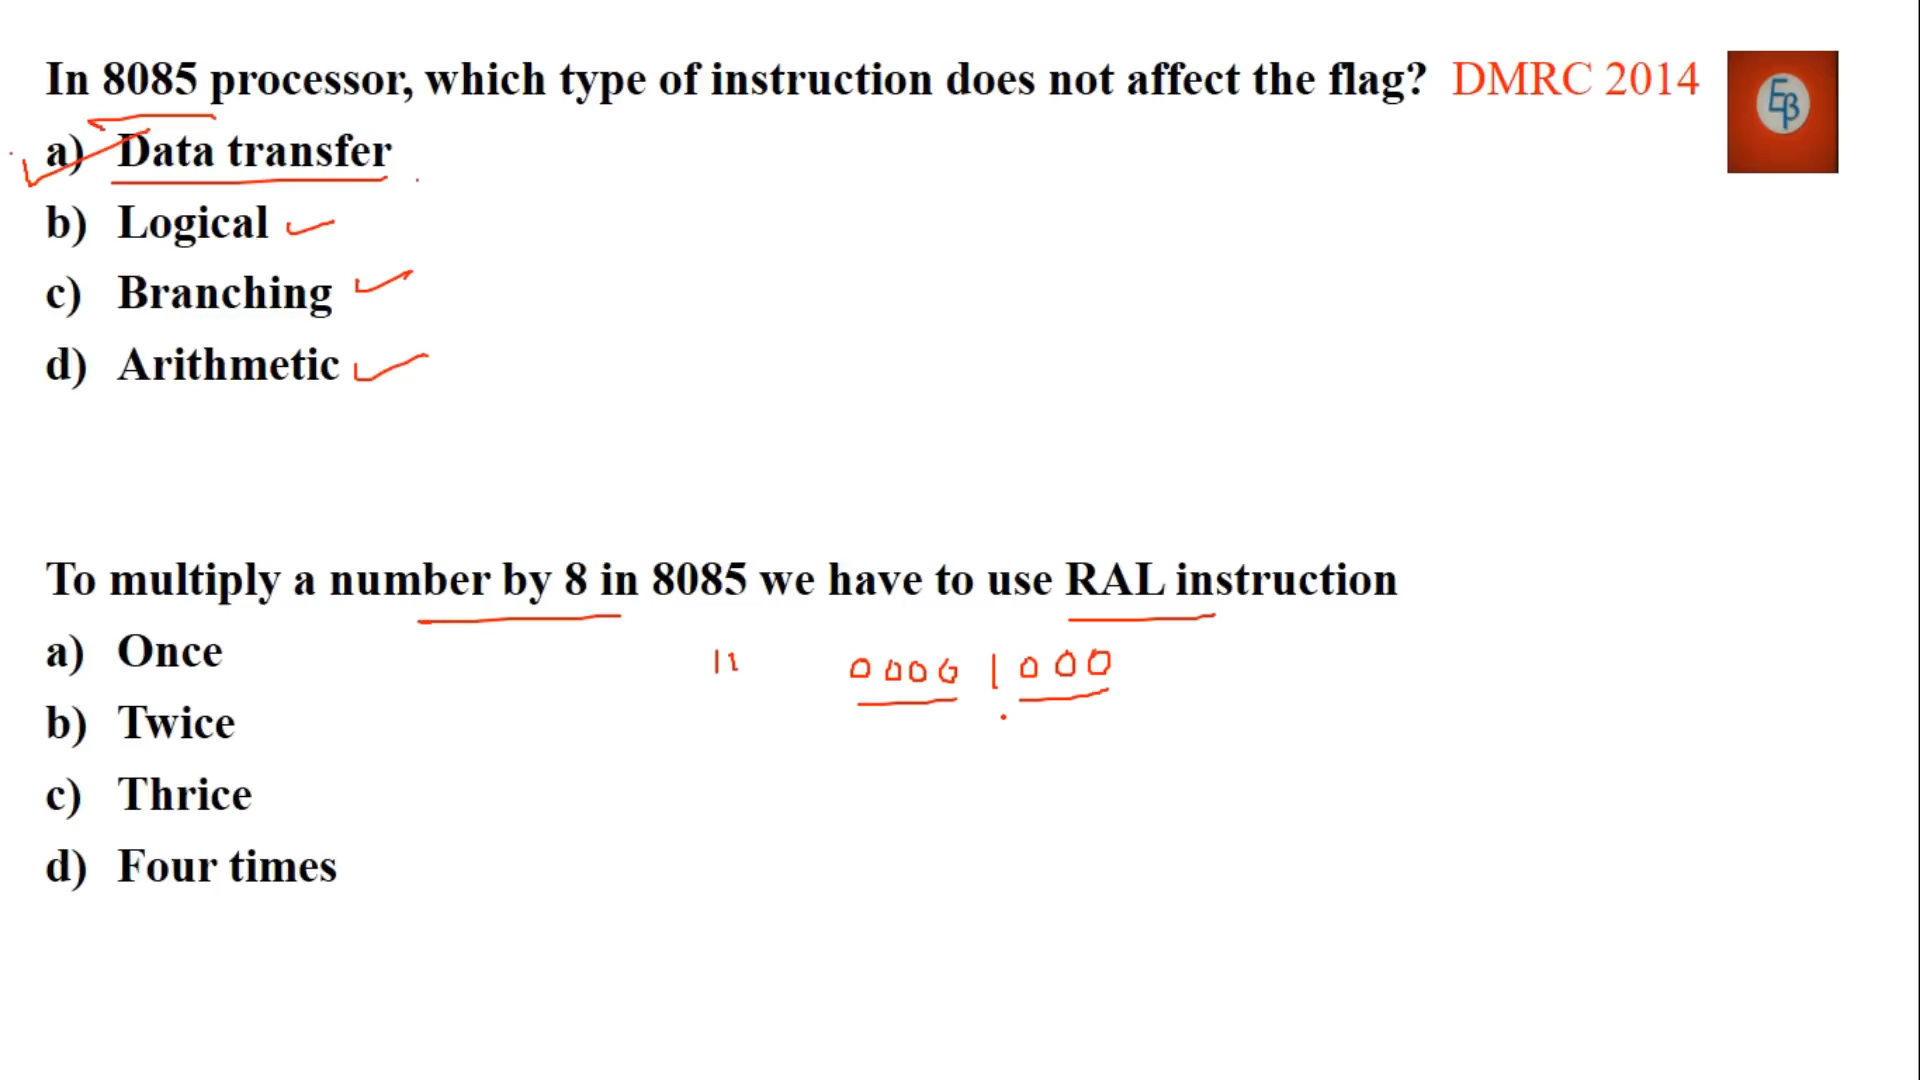 In 8085 processor, which type of instruction does not affect the flag? DMRC 2014
Eβ
a) Data transfer
b) Logical
c) Branching
d) Arithmetic
To multiply a number by 8 in 8085 we have to use RAL instruction
a) Once
11 0000 1000
b) Twice
c) Thrice
d) Four times